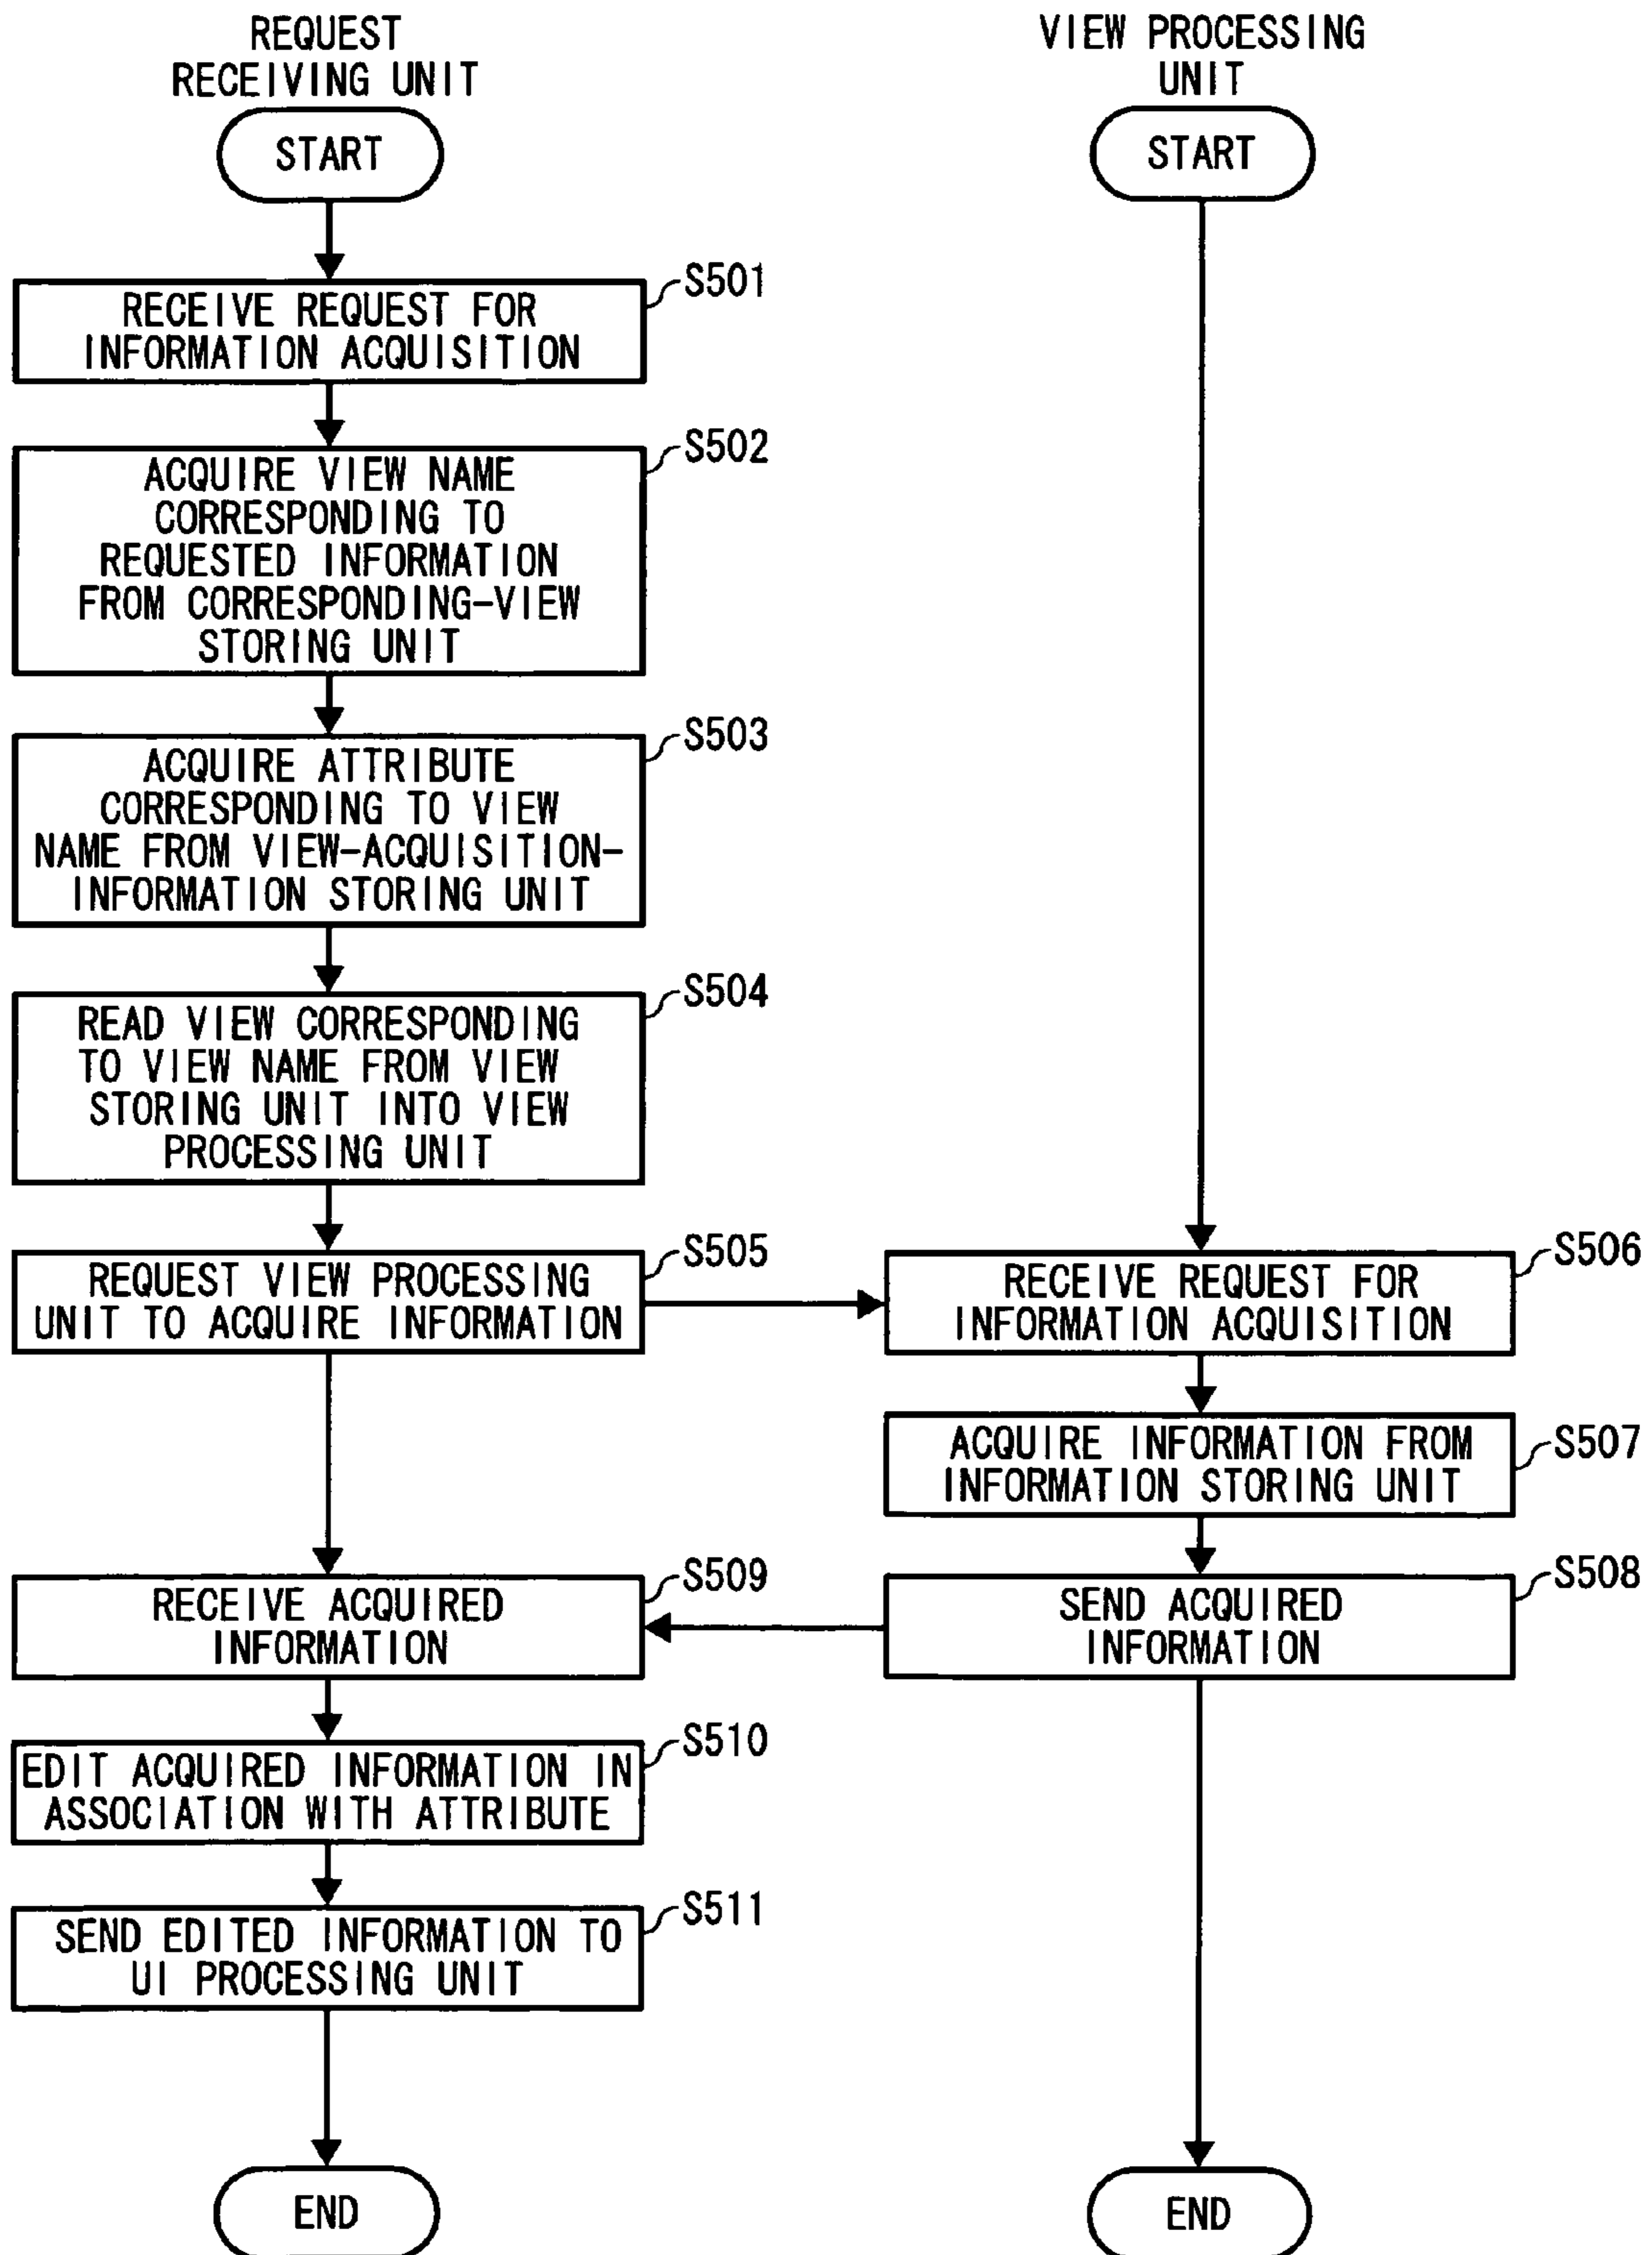 REQUEST
RECEIVING UNIT
START
S501
RECEIVE REQUEST FOR
INFORMATION ACQUISITION
S502
ACQUIRE VIEW NAME
CORRESPONDING TO
REQUESTED INFORMATION
FROM CORRESPONDING-VIEW
STORING UNIT
S503
ACQUIRE ATTRIBUTE
CORRESPONDING TO VIEW
NAME FROM VIEW-ACQUISITION-
INFORMATION STORING UNIT
S504
READ VIEW CORRESPONDING
TO VIEW NAME FROM VIEW
STORING UNIT INTO VIEW
PROCESSING UNIT
S505
REQUEST VIEW PROCESSING
UNIT TO ACQUIRE INFORMATION
VIEW PROCESSING
UNIT
START
S506
RECEIVE REQUEST FOR
INFORMATION ACQUISITION
S507
ACQUIRE INFORMATION FROM
INFORMATION STORING UNIT
S508
SEND ACQUIRED
INFORMATION
END
S509
RECEIVE ACQUIRED
INFORMATION
S510
EDIT ACQUIRED INFORMATION IN
ASSOCIATION WITH ATTRIBUTE
S511
SEND EDITED INFORMATION TO
UI PROCESSING UNIT
END